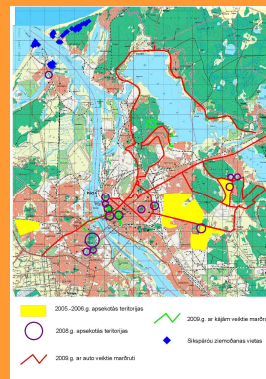 2005.-2006.g. apsekotās teritorijas
2008.g. apsekotās teritorijas
2009.g. ar auto veiktie maršruti
2009.g. ar kājām veiktie maršru
Sikspārņu ziemošanas vietas